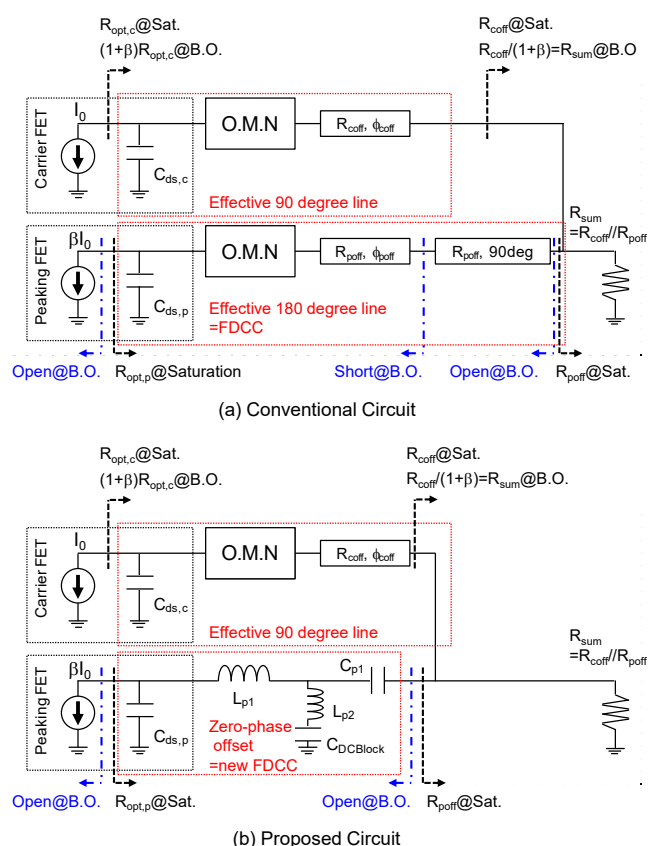 R_opt,c@Sat.
(1+β)R_opt,c@B.O.
R_coff@Sat.
R_coff/(1+β)=R_sum@B.O
Carrier FET
I_0
C_ds,c
O.M.N
R_coff, ϕ_coff
Effective 90 degree line
R_sum
=R_coff//R_poff
Peaking FET
βI_0
C_ds,p
O.M.N
R_poff, ϕ_poff
R_poff, 90deg
Effective 180 degree line
=FDCC
Open@B.O.
R_opt,p@Saturation
Short@B.O.
Open@B.O.
R_poff@Sat.
(a) Conventional Circuit
R_opt,c@Sat.
(1+β)R_opt,c@B.O.
R_coff@Sat.
R_coff/(1+β)=R_sum@B.O.
Carrier FET
I_0
C_ds,c
O.M.N
R_coff, ϕ_coff
Effective 90 degree line
R_sum
=R_coff//R_poff
Peaking FET
βI_0
C_ds,p
L_p1
C_p1
L_p2
C_DCBlock
Zero-phase
offset
=new FDCC
Open@B.O.
R_opt,p@Sat.
Open@B.O.
R_poff@Sat.
(b) Proposed Circuit